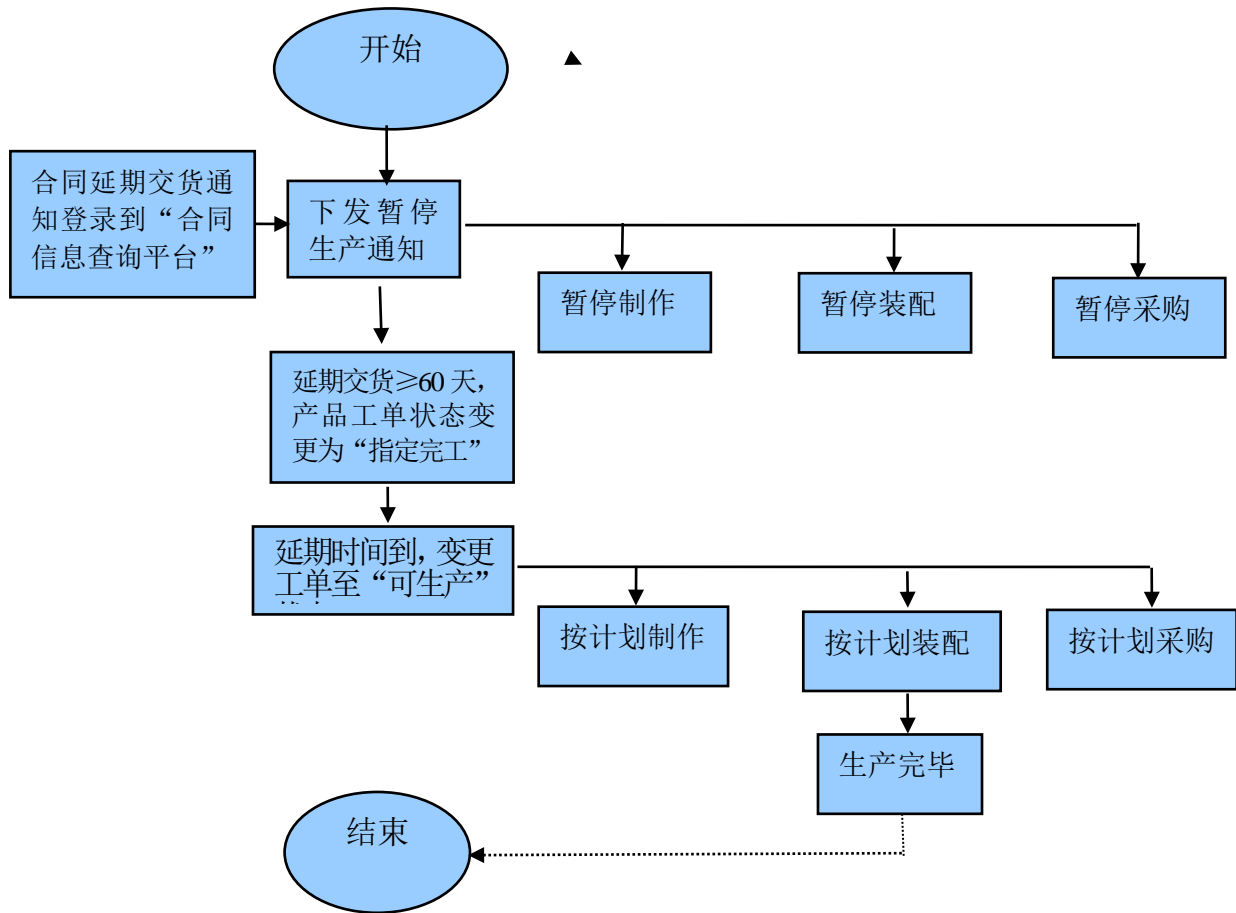 开始
合同延期交货通
知登录到“合同
信息查询平台”
下发暂停
生产通知
暂停制作
暂停装配
暂停采购
延期交货≥60 天,
产品工单状态变
更为“指定完工”
延期时间到, 变更
工单至“可生产”
按计划制作
按计划装配
按计划采购
生产完毕
结束